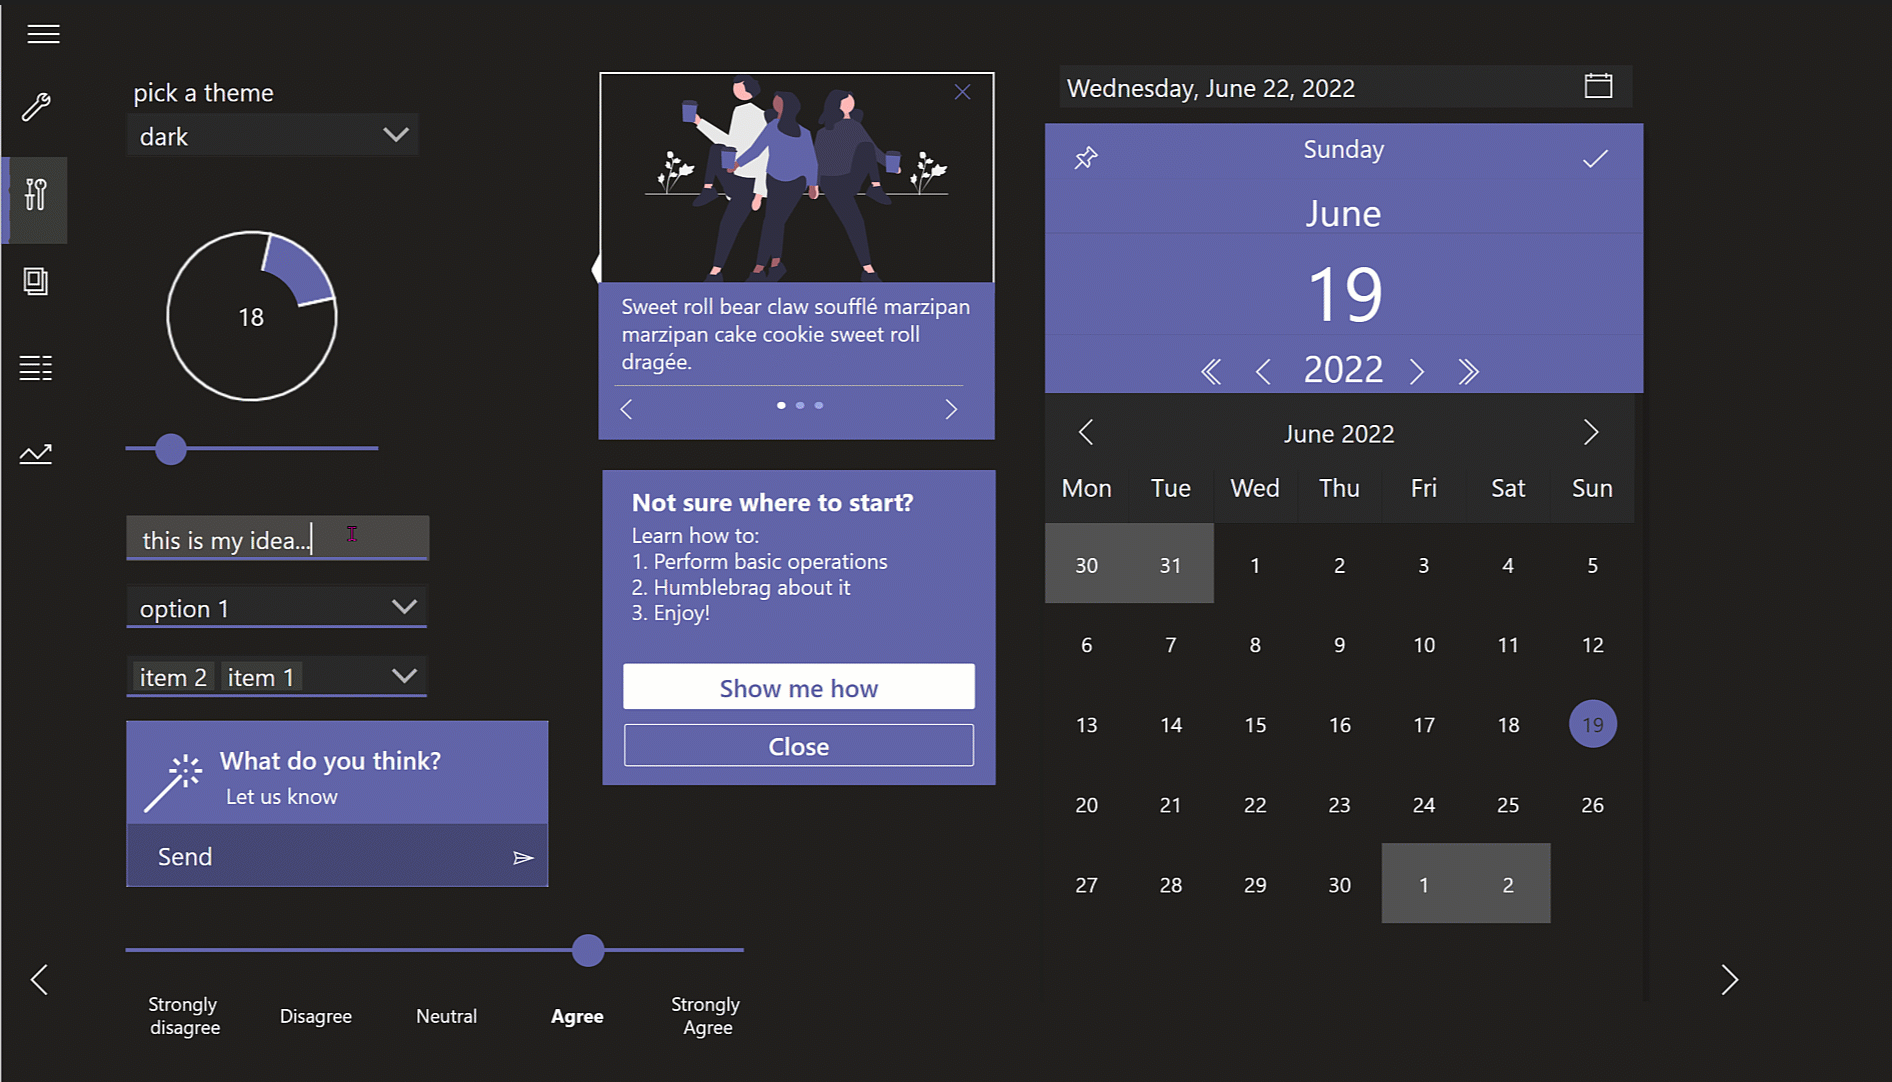 pick a theme
dark
18
this is my idea...
option 1
item 2 item 1
What do you think?
Let us know
Send
Strongly disagree
Disagree
Neutral
Agree
Strongly Agree
Sweet roll bear claw soufflé marzipan
marzipan cake cookie sweet roll
dragée.
Not sure where to start?
Learn how to:
1. Perform basic operations
2. Humblebrag about it
3. Enjoy!
Show me how
Close
Wednesday, June 22, 2022
Sunday
June
19
2022
June 2022
Mon Tue Wed Thu Fri Sat Sun
30 31 1 2 3 4 5
6 7 8 9 10 11 12
13 14 15 16 17 18 19
20 21 22 23 24 25 26
27 28 29 30 1 2